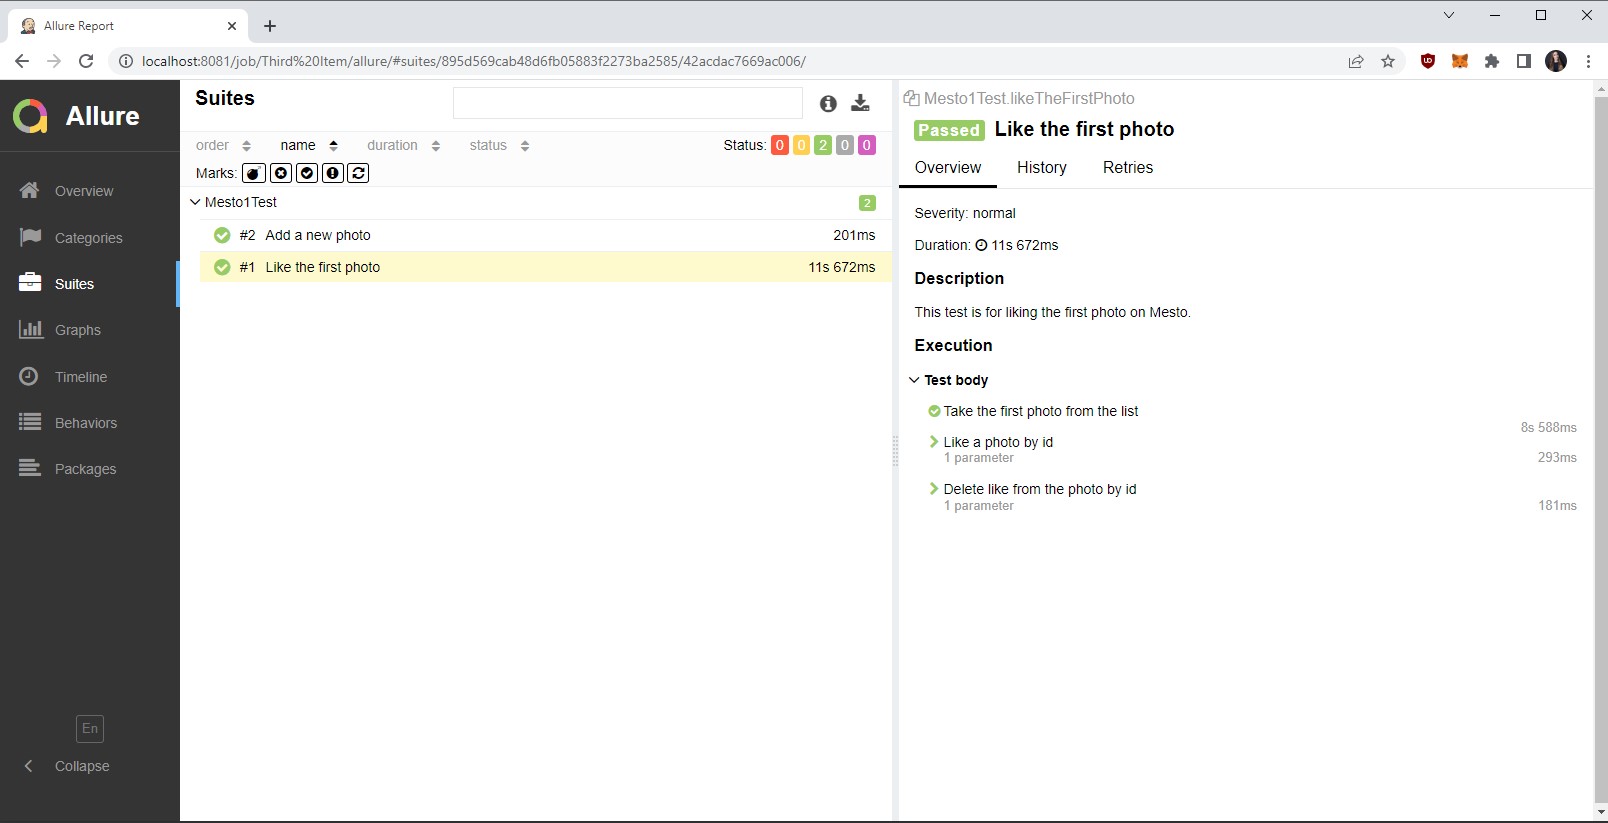 Allure Report
localhost:8081/job/Third%20Item/allure/#suites/895d569cab48d6fb05883f2273ba2585/42acdac7669ac006/
Allure
Overview
Categories
Suites
Graphs
Timeline
Behaviors
Packages
En
Collapse
Suites
order name duration status
Status: 0 0 2 0 0
Marks:
Mesto1Test 2
#2 Add a new photo 201ms
#1 Like the first photo 11s 672ms
Mesto1Test.likeTheFirstPhoto
Passed Like the first photo
Overview History Retries
Severity: normal
Duration: 11s 672ms
Description
This test is for liking the first photo on Mesto.
Execution
Test body
Take the first photo from the list
8s 588ms
Like a photo by id
1 parameter 293ms
Delete like from the photo by id
1 parameter 181ms